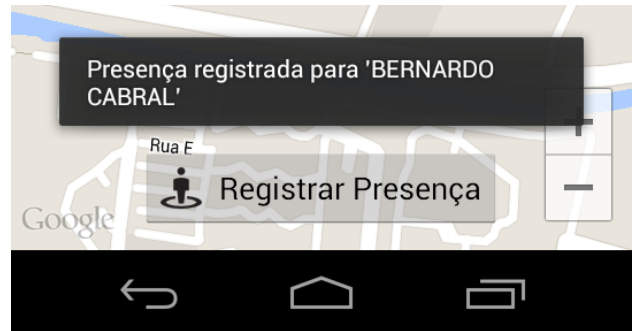 Presença registrada para 'BERNARDO
CABRAL'
Rua E
Registrar Presença
Google